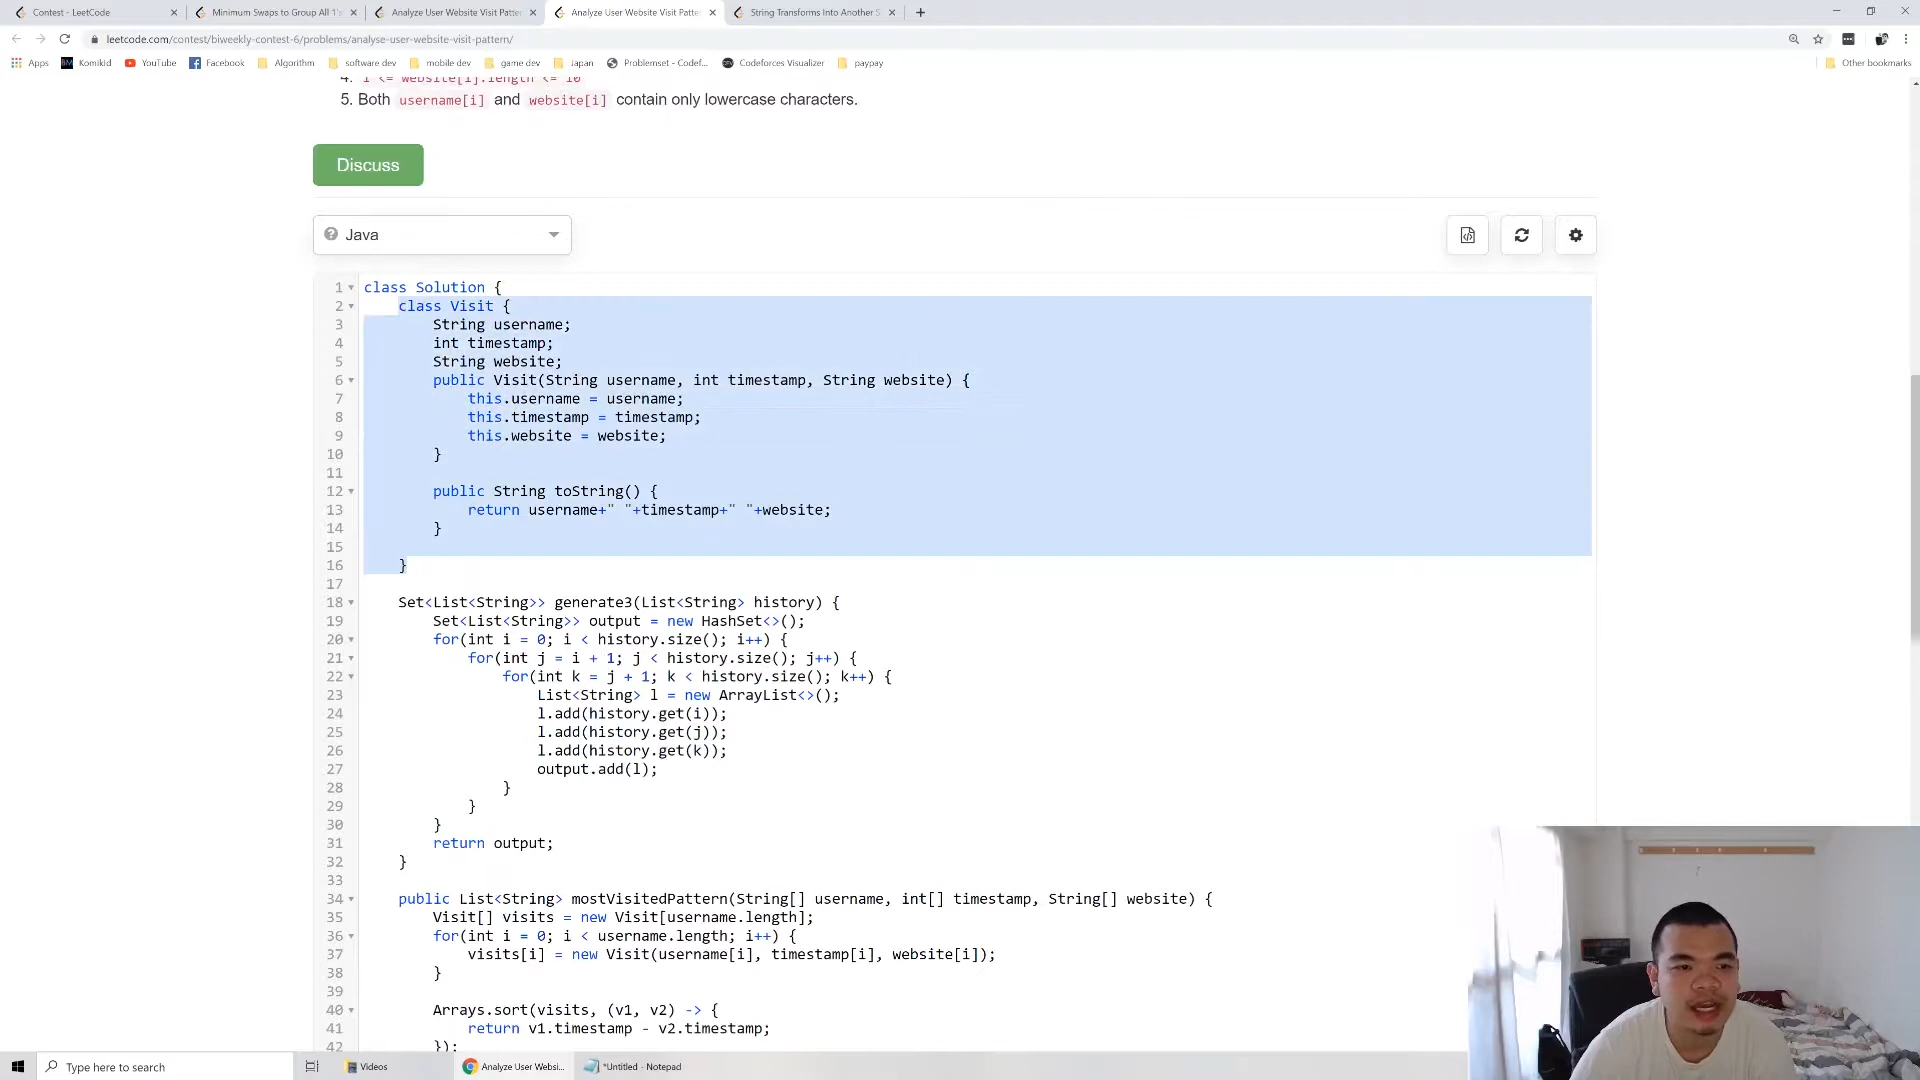 Contest - LeetCode
Minimum Swaps to Group All 1's
Analyze User Website Visit Patte
Analyze User Website Visit Patte
String Transforms Into Another S
leetcode.com/contest/biweekly-contest-6/problems/analyse-user-website-visit-pattern/
Apps
Komikid
YouTube
Facebook
Algorithm
software dev
mobile dev
game dev
Japan
Problemset - Codef...
Codeforces Visualizer
paypay
Other bookmarks
4. 1 <= website[i].length <= 10
5. Both username[i] and website[i] contain only lowercase characters.
Discuss
Java
1 class Solution {
2 class Visit {
3 String username;
4 int timestamp;
5 String website;
6 public Visit(String username, int timestamp, String website) {
7 this.username = username;
8 this.timestamp = timestamp;
9 this.website = website;
10 }
11
12 public String toString() {
13 return username+" "+timestamp+" "+website;
14 }
15
16 }
17
18 Set<List<String>> generate3(List<String> history) {
19 Set<List<String>> output = new HashSet<>();
20 for(int i = 0; i < history.size(); i++) {
21 for(int j = i + 1; j < history.size(); j++) {
22 for(int k = j + 1; k < history.size(); k++) {
23 List<String> l = new ArrayList<>();
24 l.add(history.get(i));
25 l.add(history.get(j));
26 l.add(history.get(k));
27 output.add(l);
28 }
29 }
30 }
31 return output;
32 }
33
34 public List<String> mostVisitedPattern(String[] username, int[] timestamp, String[] website) {
35 Visit[] visits = new Visit[username.length];
36 for(int i = 0; i < username.length; i++) {
37 visits[i] = new Visit(username[i], timestamp[i], website[i]);
38 }
39
40 Arrays.sort(visits, (v1, v2) -> {
41 return v1.timestamp - v2.timestamp;
42 });
Type here to search
Videos
Analyze User Websi...
*Untitled - Notepad